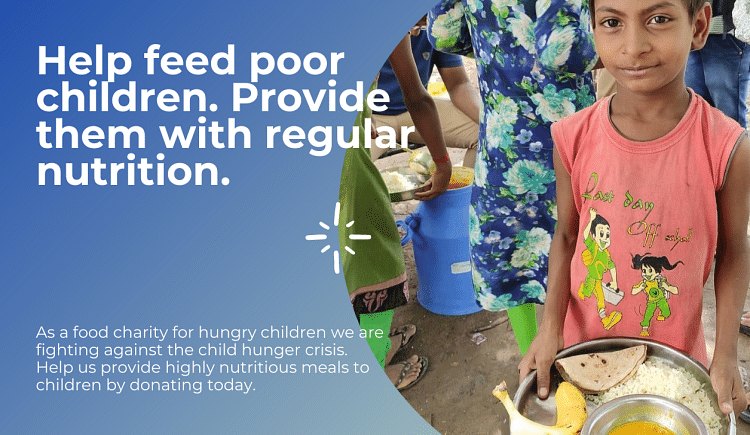 Help feed poor
children. Provide
them with regular
nutrition.
As a food charity for hungry children we are
fighting against the child hunger crisis.
Help us provide highly nutritious meals to
children by donating today.
Last day
Off school